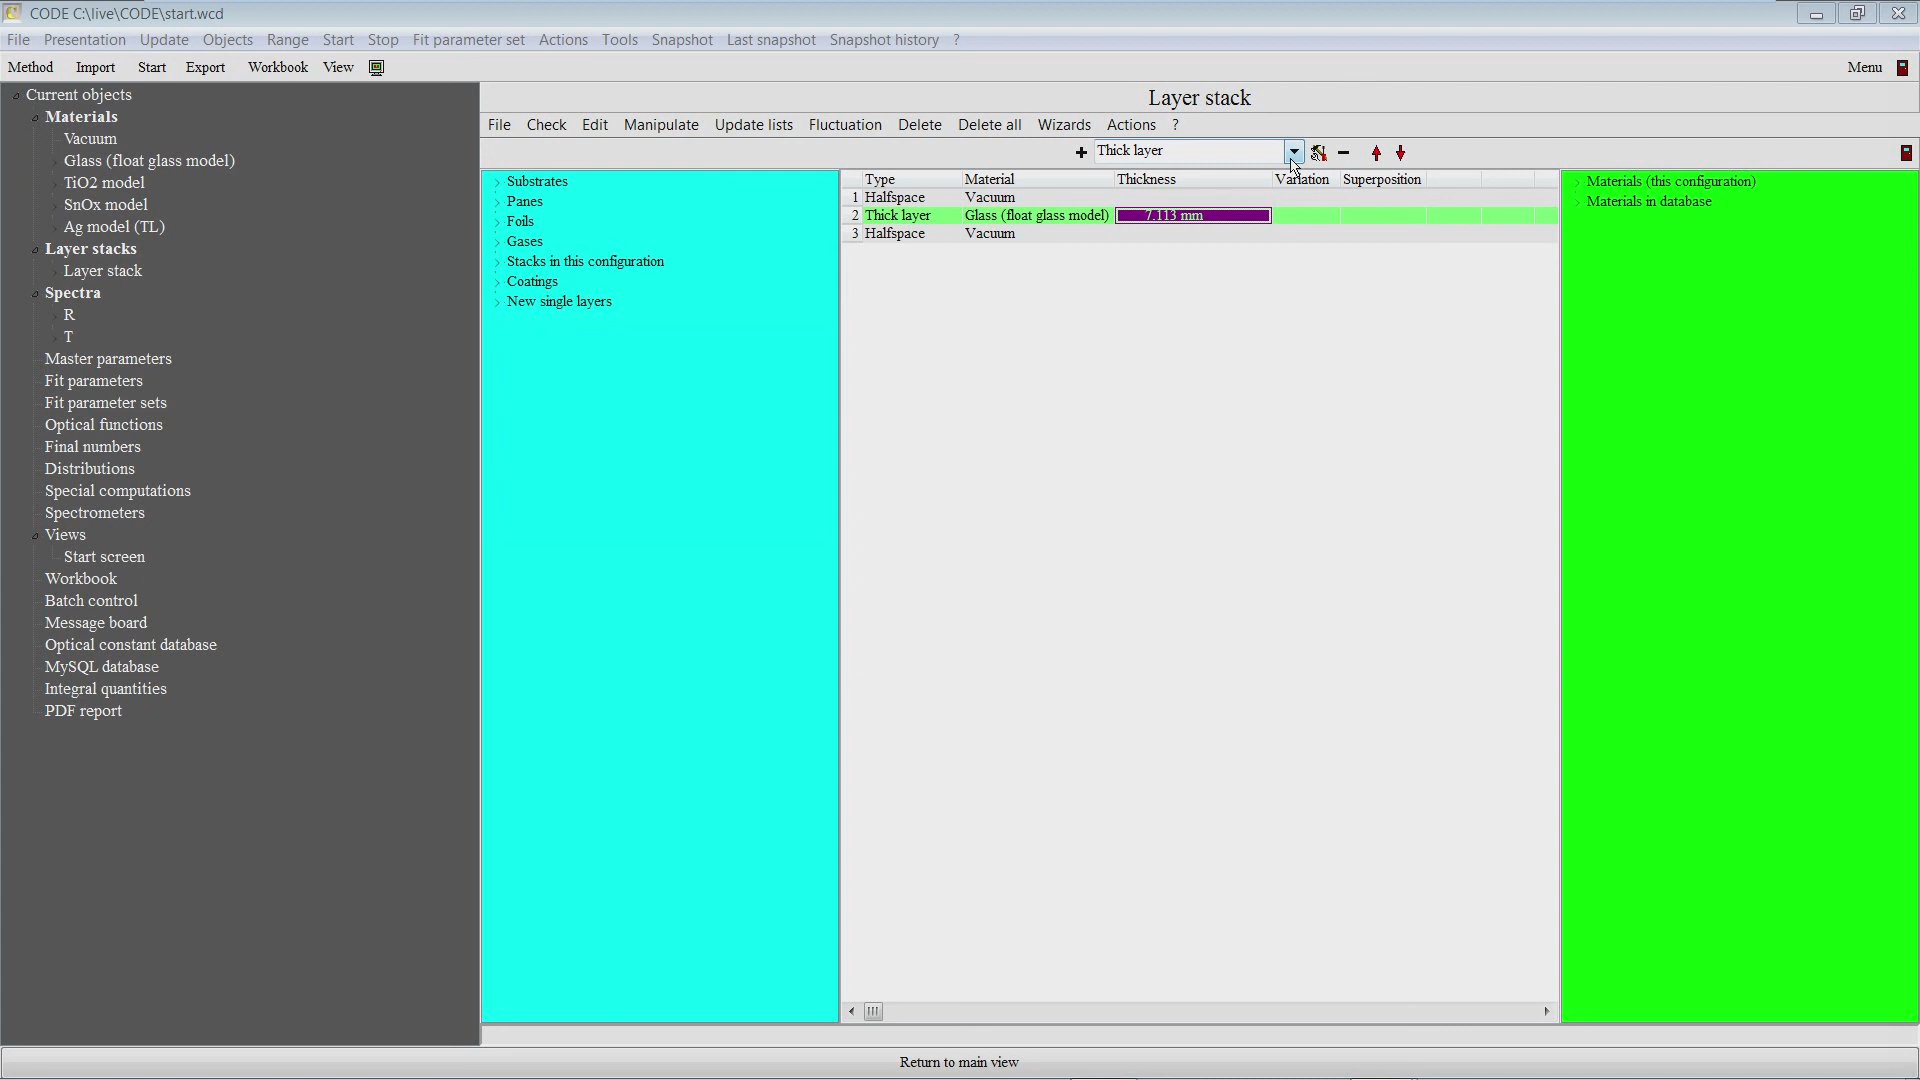 CODE C:\live\CODE\start.wcd
File Presentation Update Objects Range Start Stop Fit parameter set Actions Tools Snapshot Last snapshot Snapshot history ?
Method Import Start Export Workbook View Menu
Current objects
Materials
Vacuum
Glass (float glass model)
TiO2 model
SnOx model
Ag model (TL)
Layer stacks
Layer stack
Spectra
R
T
Master parameters
Fit parameters
Fit parameter sets
Optical functions
Final numbers
Distributions
Special computations
Spectrometers
Views
Start screen
Workbook
Batch control
Message board
Optical constant database
MySQL database
Integral quantities
PDF report
Layer stack
File Check Edit Manipulate Update lists Fluctuation Delete Delete all Wizards Actions ?
Thick layer
Substrates
Panes
Foils
Gases
Stacks in this configuration
Coatings
New single layers
Type Material Thickness Variation Superposition
1 Halfspace Vacuum
2 Thick layer Glass (float glass model) 7.113 mm
3 Halfspace Vacuum
Materials (this configuration)
Materials in database
Return to main view